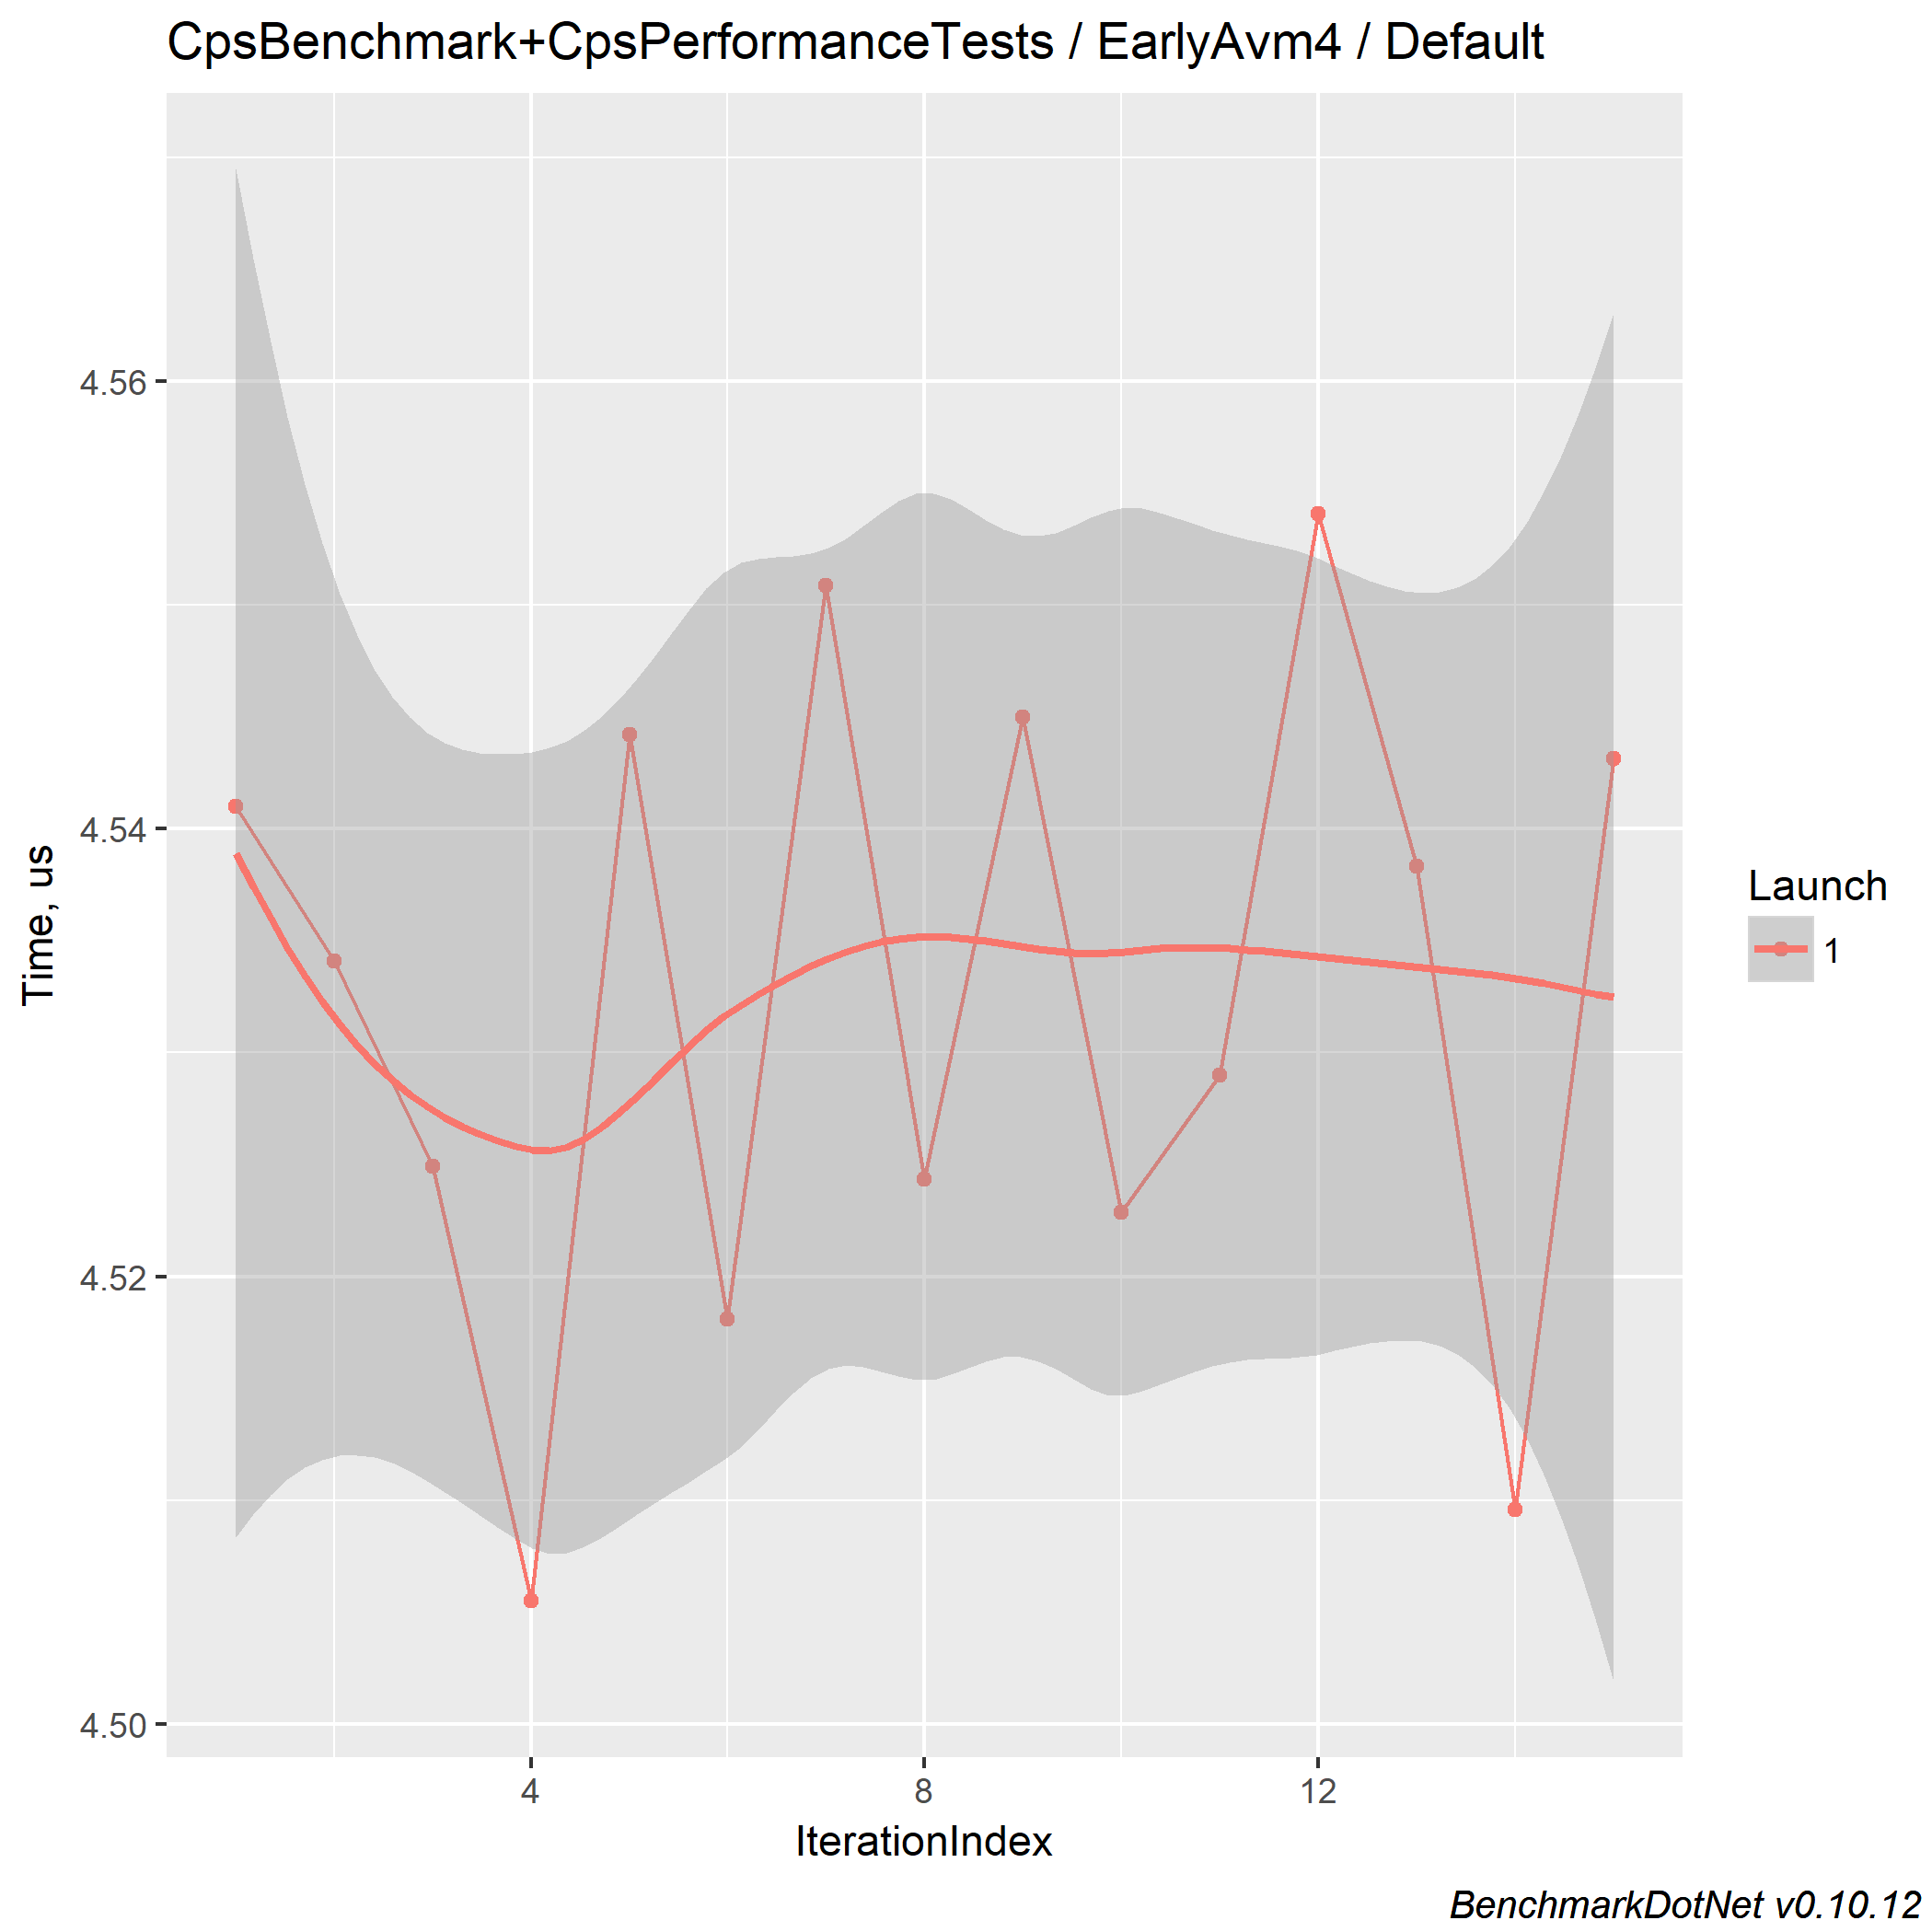 CpsBenchmark+CpsPerformanceTests / EarlyAvm4 / Default
4.56
4.54
4.52
4.50
Time, us
4 8 12
IterationIndex
Launch
1
BenchmarkDotNet v0.10.12